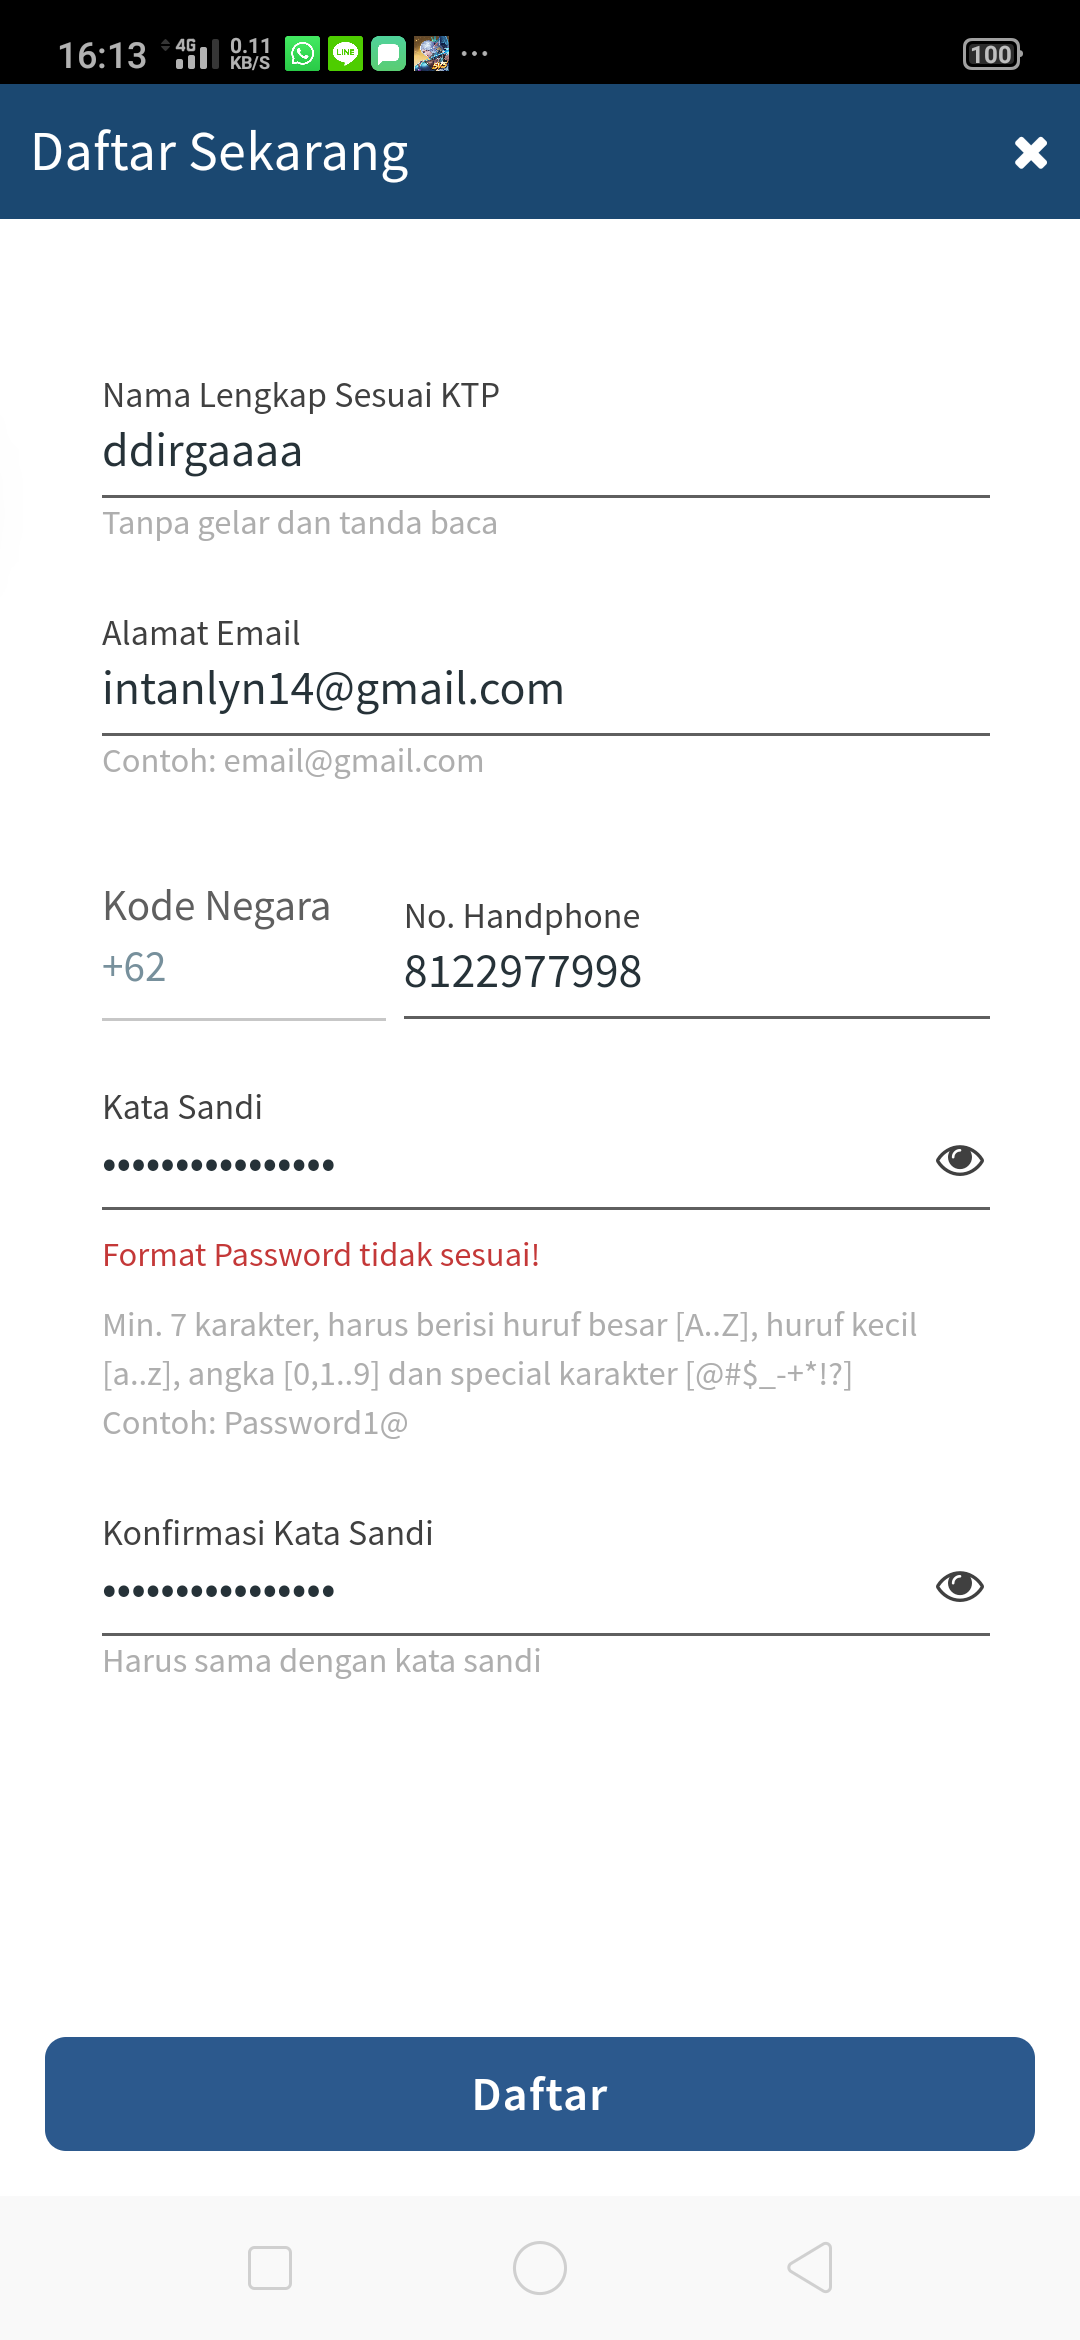 16:13 4G 0.11 KB/S LINE 515 ... 100
Daftar Sekarang
Nama Lengkap Sesuai KTP
ddirgaaaa
Tanpa gelar dan tanda baca
Alamat Email
intanlyn14@gmail.com
Contoh: email@gmail.com
Kode Negara
+62
No. Handphone
8122977998
Kata Sandi
••••••••••••••••
Format Password tidak sesuai!
Min. 7 karakter, harus berisi huruf besar [A..Z], huruf kecil
[a..z], angka [0,1..9] dan special karakter [@#$_-+*!?]
Contoh: Password1@
Konfirmasi Kata Sandi
••••••••••••••••
Harus sama dengan kata sandi
Daftar